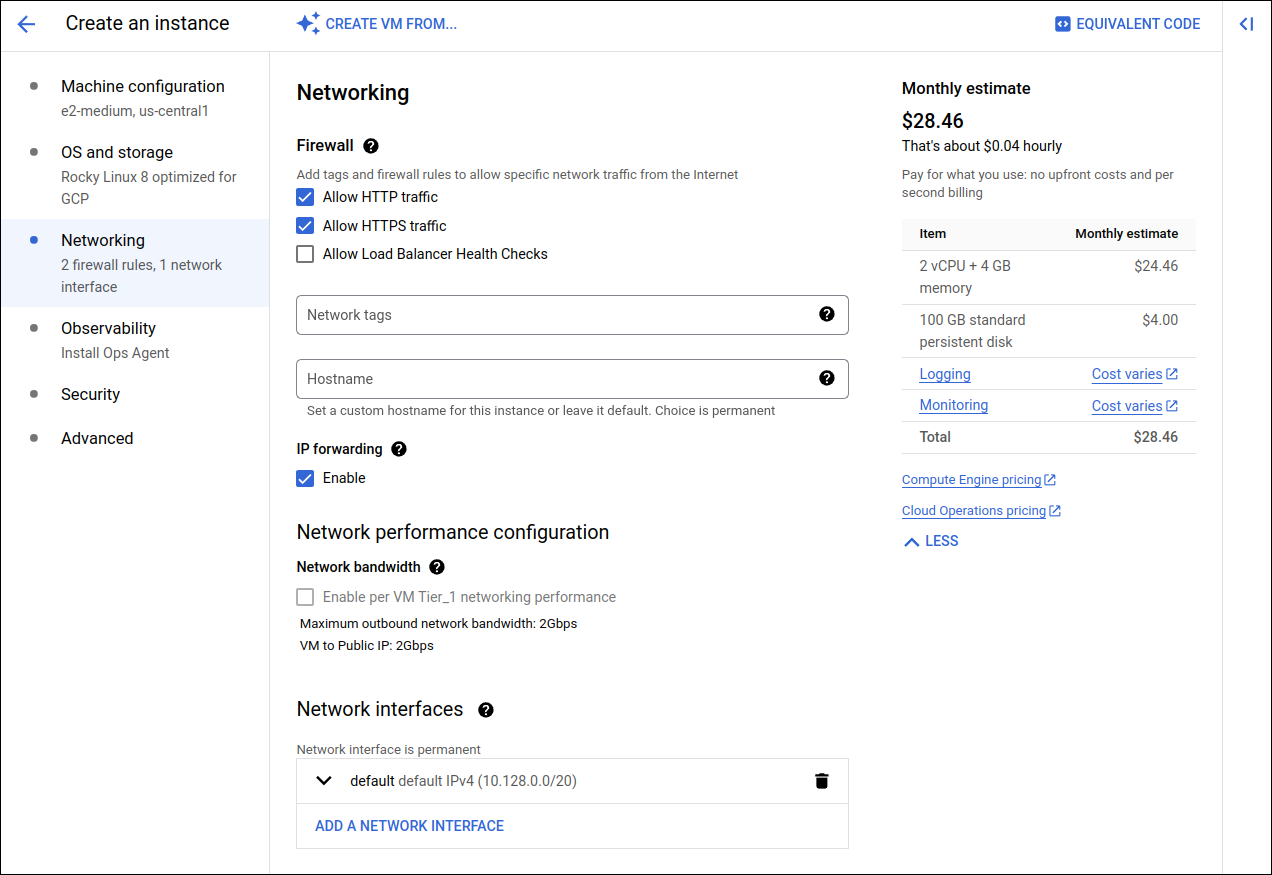 Create an instance
CREATE VM FROM...
EQUIVALENT CODE
Machine configuration
e2-medium, us-central1
OS and storage
Rocky Linux 8 optimized for
GCP
Networking
2 firewall rules, 1 network
interface
Observability
Install Ops Agent
Security
Advanced
Networking
Firewall
Add tags and firewall rules to allow specific network traffic from the Internet
Allow HTTP traffic
Allow HTTPS traffic
Allow Load Balancer Health Checks
Network tags
Hostname
Set a custom hostname for this instance or leave it default. Choice is permanent
IP forwarding
Enable
Network performance configuration
Network bandwidth
Enable per VM Tier_1 networking performance
Maximum outbound network bandwidth: 2Gbps
VM to Public IP: 2Gbps
Network interfaces
Network interface is permanent
default default IPv4 (10.128.0.0/20)
ADD A NETWORK INTERFACE
Monthly estimate
$28.46
That's about $0.04 hourly
Pay for what you use: no upfront costs and per
second billing
Item Monthly estimate
2 vCPU + 4 GB $24.46
memory
100 GB standard $4.00
persistent disk
Logging Cost varies
Monitoring Cost varies
Total $28.46
Compute Engine pricing
Cloud Operations pricing
LESS